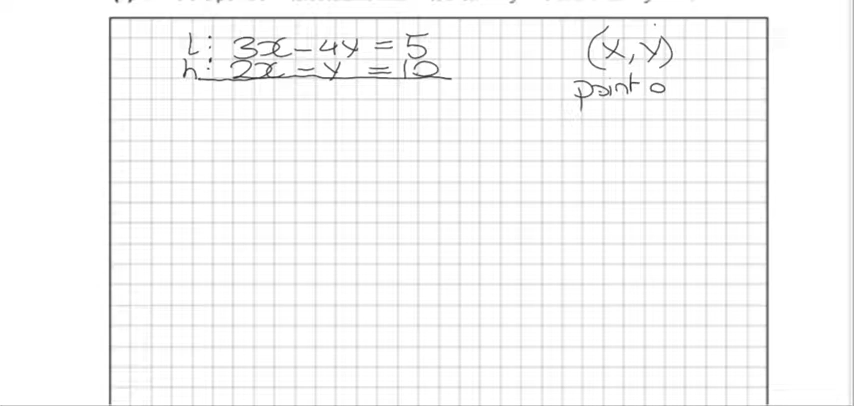 l: 3x - 4y = 5
h: 2x - y = 10
(x, y)
point o